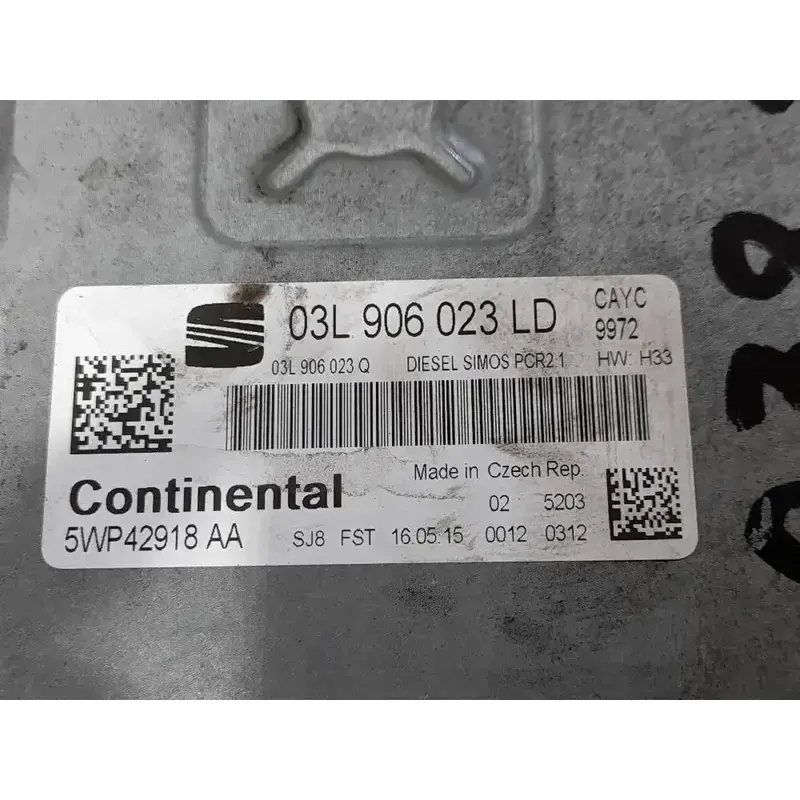 03L 906 023 LD CAYC
9972
03L 906 023 Q DIESEL SIMOS PCR2.1 HW: H33
Continental Made in Czech Rep.
02 5203
5WP42918 AA SJ8 FST 16.05.15 0012 0312